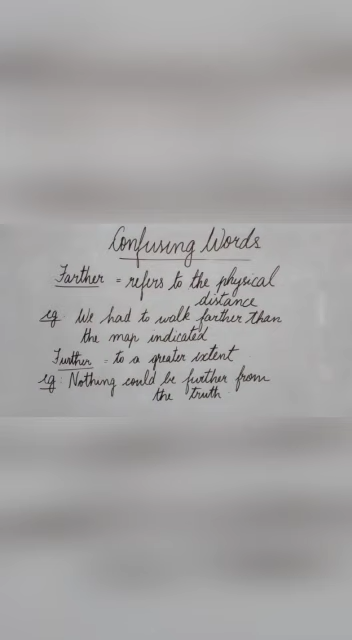 Confusing Words
Farther = refers to the physical
distance
eg: We had to walk farther than
the map indicated
Further = to a greater extent
eg: Nothing could be further from
the truth.